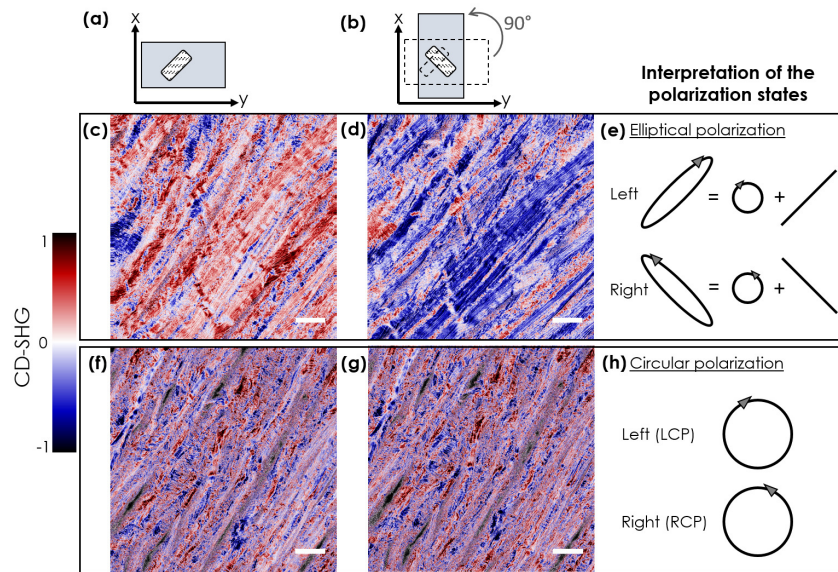 (a)
x
y
(b)
x
y
90°
Interpretation of the
polarization states
(c)
(d)
(e) Elliptical polarization
Left
=
+
Right
=
+
1
0
-1
CD-SHG
(f)
(g)
(h) Circular polarization
Left (LCP)
Right (RCP)